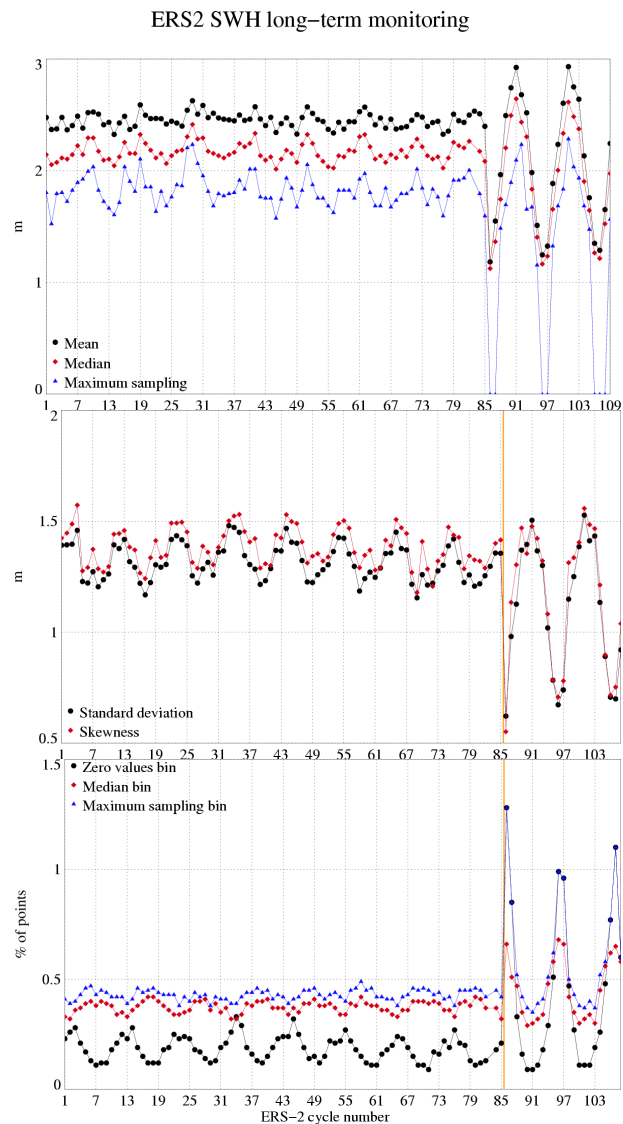 ERS2 SWH long-term monitoring
3
2
m
1
Mean
Median
Maximum sampling
0
1 7 13 19 25 31 37 43 49 55 61 67 73 79 85 91 97 103 109
2
1.5
m
1
Standard deviation
Skewness
0.5
1 7 13 19 25 31 37 43 49 55 61 67 73 79 85 91 97 103
1.5
Zero values bin
Median bin
Maximum sampling bin
1
% of points
0.5
0
1 7 13 19 25 31 37 43 49 55 61 67 73 79 85 91 97 103
ERS-2 cycle number